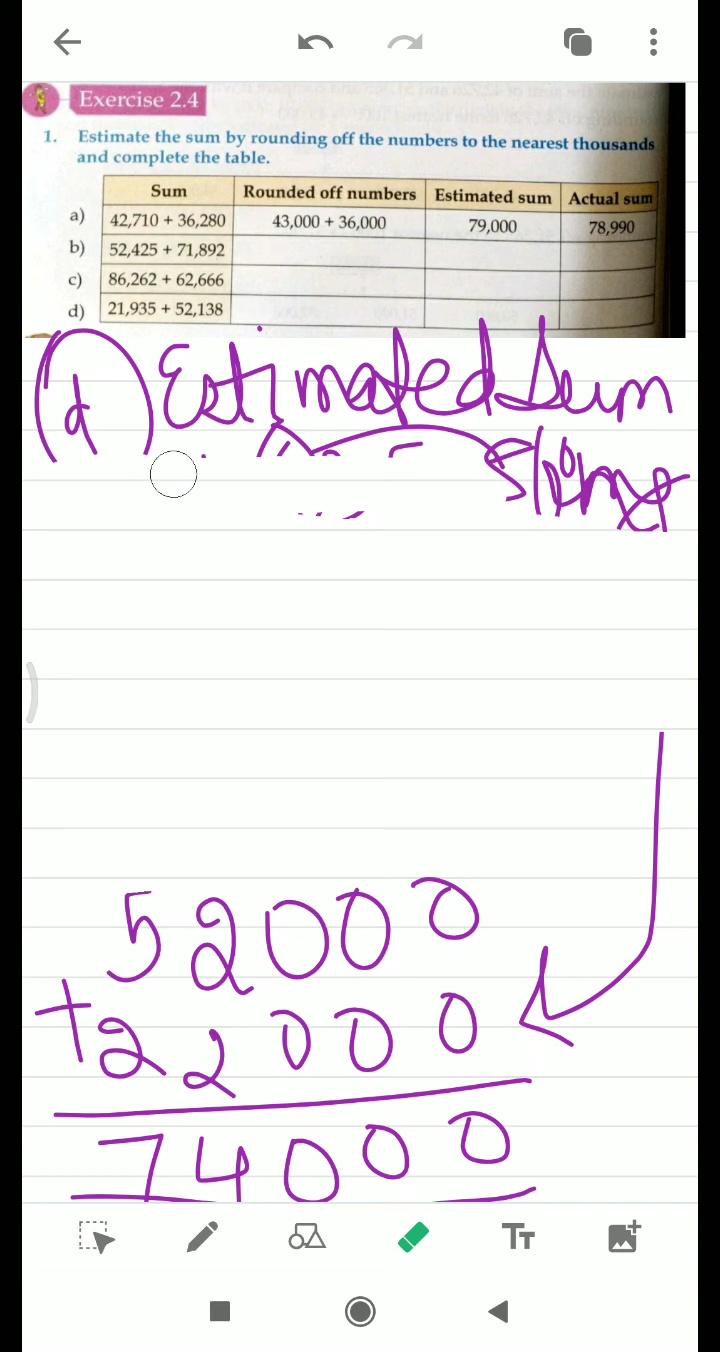 Exercise 2.4
1. Estimate the sum by rounding off the numbers to the nearest thousands
and complete the table.
Sum Rounded off numbers Estimated sum Actual sum
a) 42,710 + 36,280 43,000 + 36,000 79,000 78,990
b) 52,425 + 71,892
c) 86,262 + 62,666
d) 21,935 + 52,138
d) Estimated Sum
52000
+22000
74000
TT